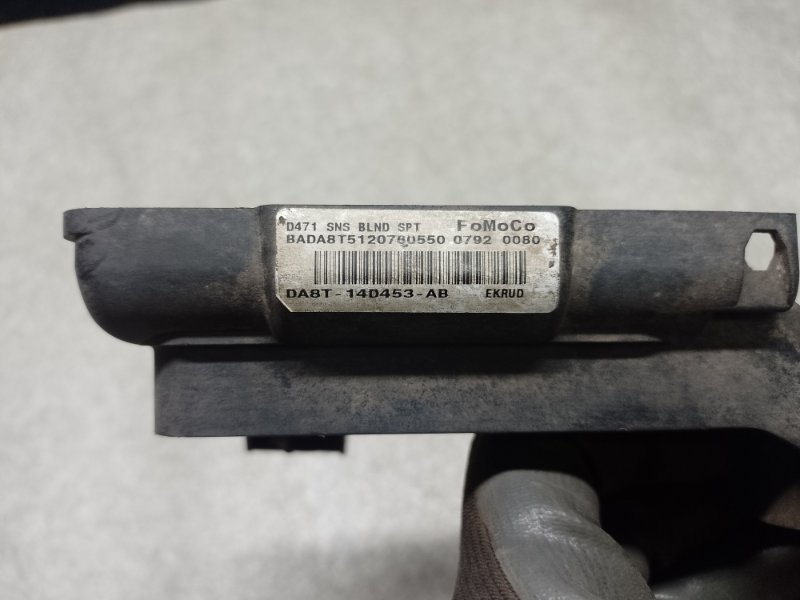 D471 SNS BLND SPT FoMoCo
BADA8T5120760550 0792 0080
DA8T-14D453-AB EKRUD